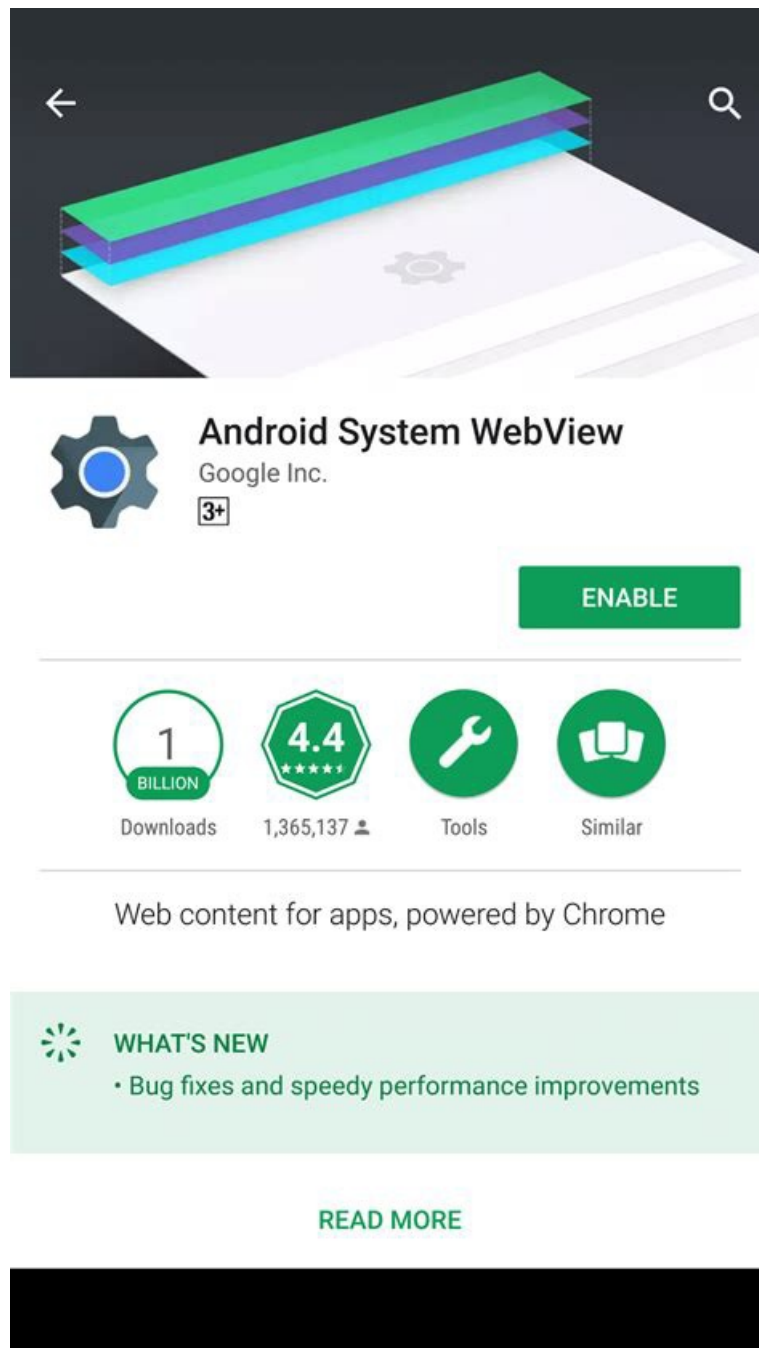 Android System WebView
Google Inc.
3+
ENABLE
1
BILLION
Downloads
4.4
1,365,137
Tools
Similar
Web content for apps, powered by Chrome
WHAT'S NEW
• Bug fixes and speedy performance improvements
READ MORE